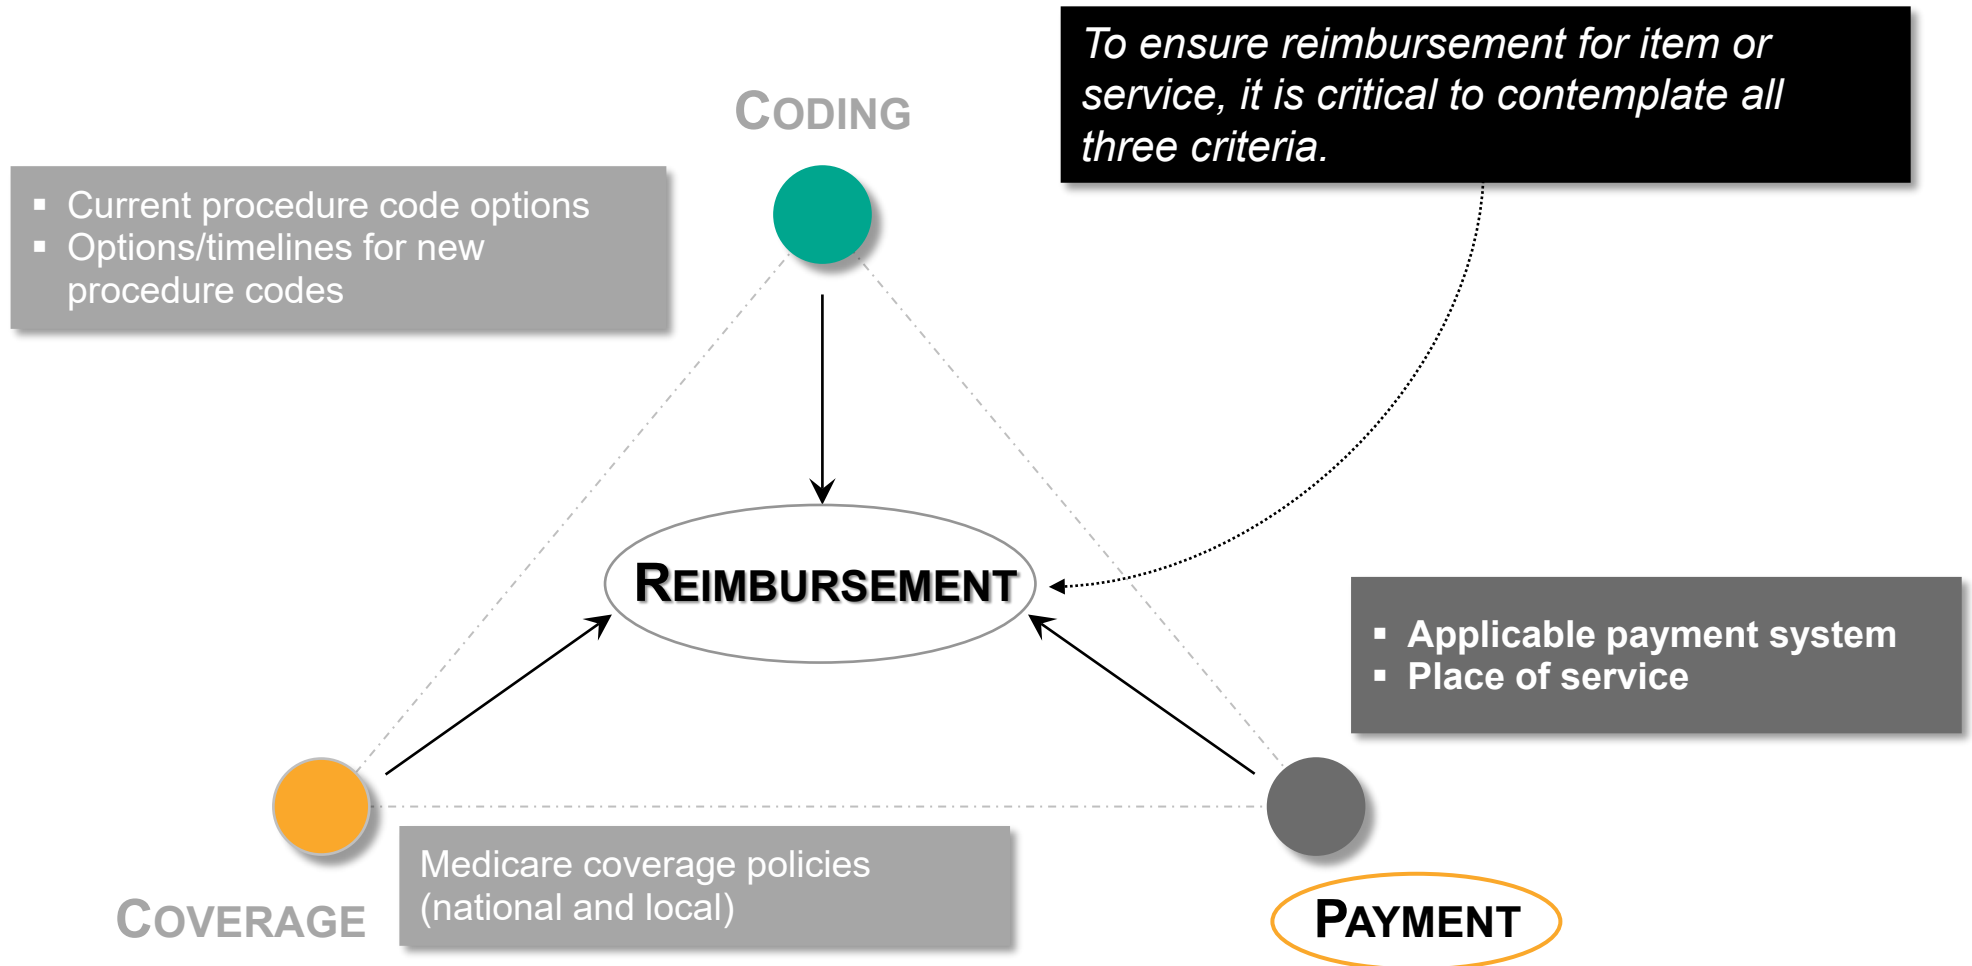 To ensure reimbursement for item or
service, it is critical to contemplate all
three criteria.
CODING
▪ Current procedure code options
▪ Options/timelines for new
procedure codes
REIMBURSEMENT
▪ Applicable payment system
▪ Place of service
Medicare coverage policies
(national and local)
COVERAGE
PAYMENT